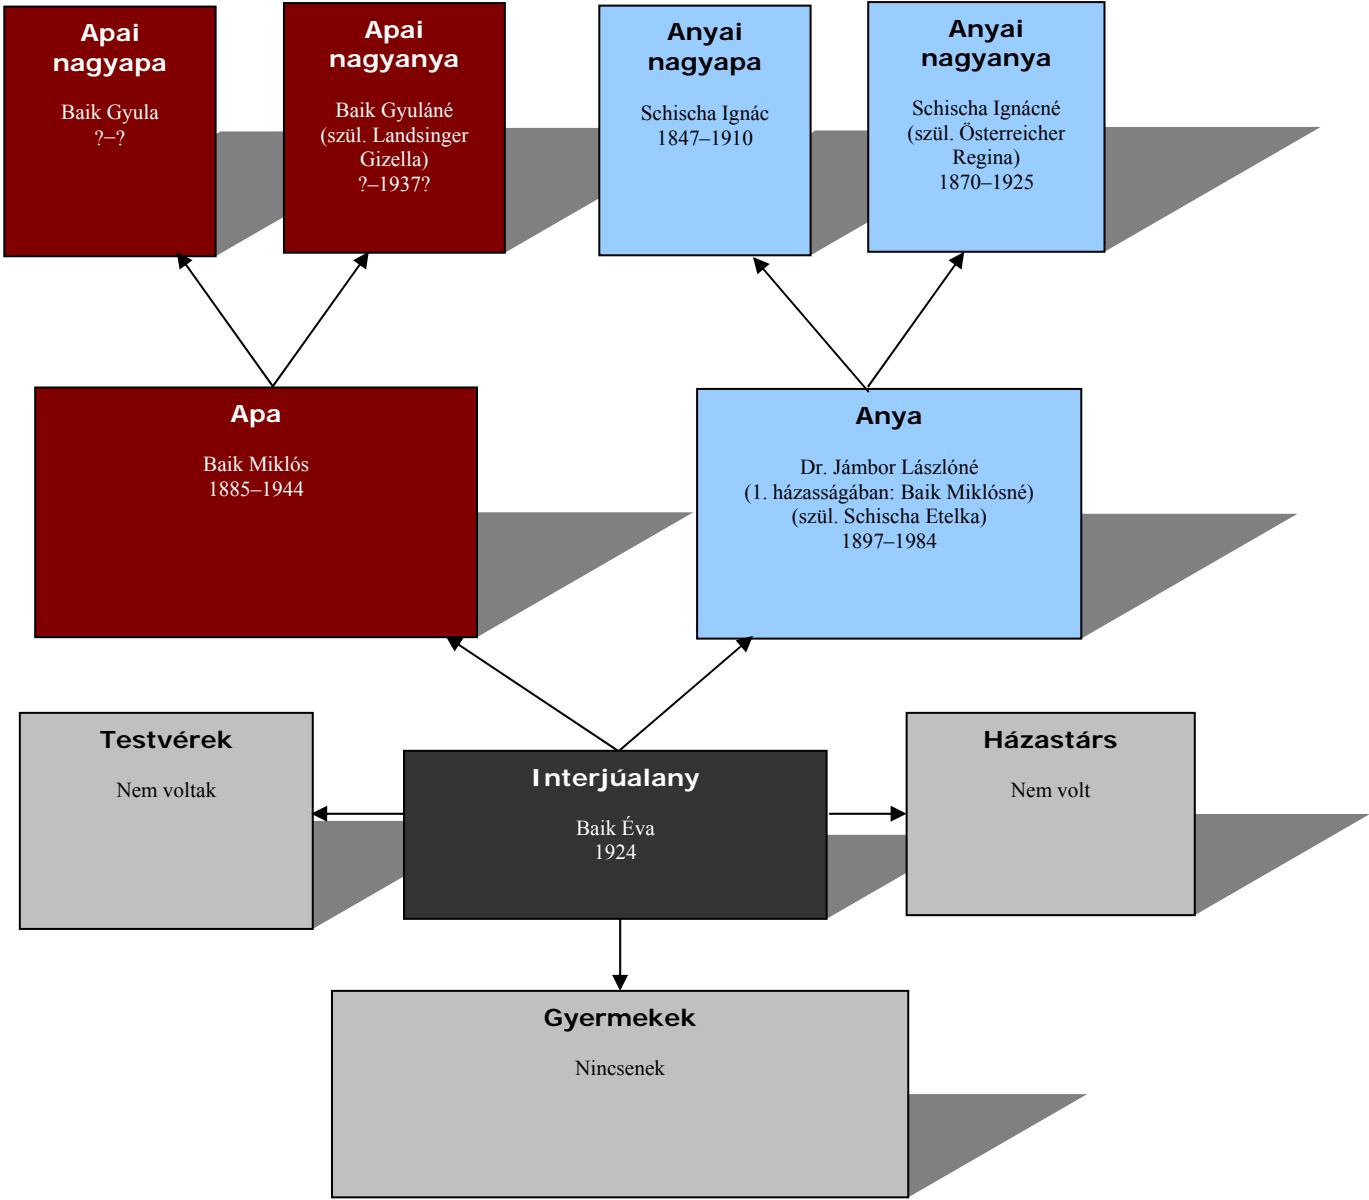 Apai
nagyapa
Baik Gyula
?–?
Apai
nagyanya
Baik Gyuláné
(szül. Landsinger
Gizella)
?–1937?
Anyai
nagyapa
Schischa Ignác
1847–1910
Anyai
nagyanya
Schischa Ignácné
(szül. Österreicher
Regina)
1870–1925
Apa
Baik Miklós
1885–1944
Anya
Dr. Jámbor Lászlóné
(1. házasságában: Baik Miklósné)
(szül. Schischa Etelka)
1897–1984
Testvérek
Nem voltak
Interjúalany
Baik Éva
1924
Házastárs
Nem volt
Gyermekek
Nincsenek